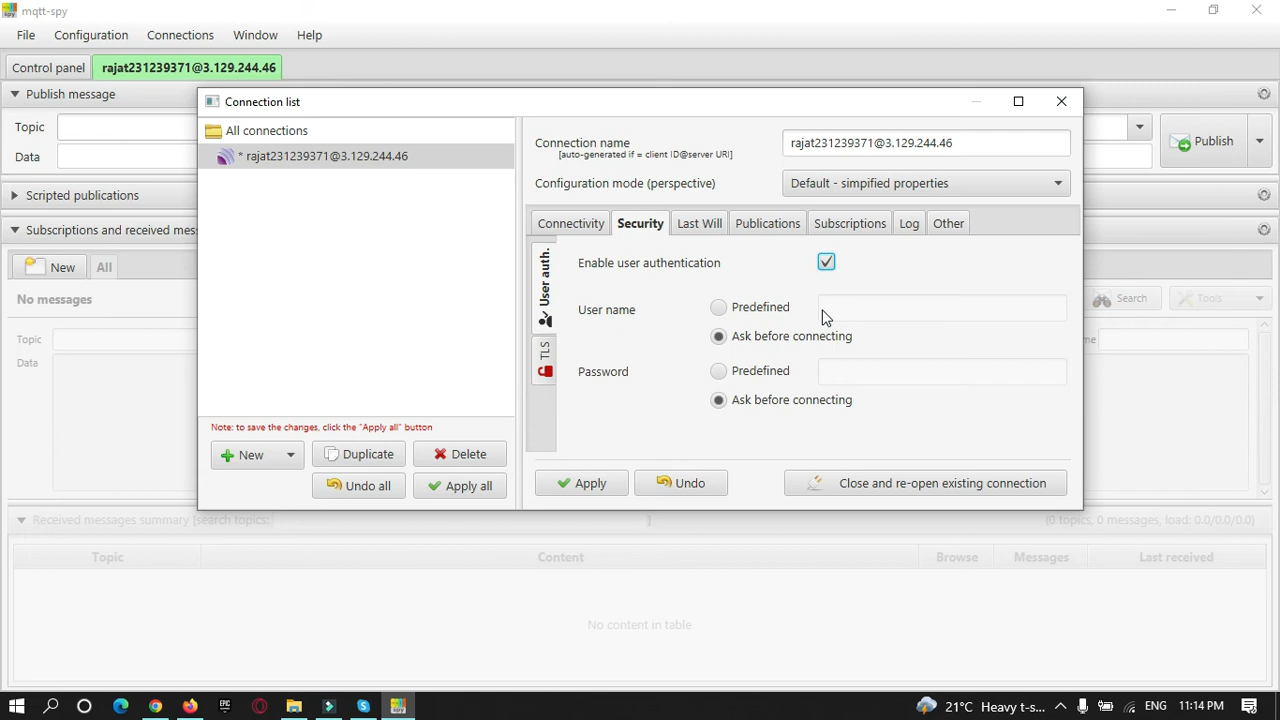 mqtt-spy
File Configuration Connections Window Help
Control panel rajat231239371@3.129.244.46
Publish message
Topic
Data
Publish
Scripted publications
Subscriptions and received mes
New All
No messages
Search Tools
Topic
me
Data
Connection list
All connections
* rajat231239371@3.129.244.46
Note: to save the changes, click the "Apply all" button
New Duplicate Delete
Undo all Apply all
Connection name rajat231239371@3.129.244.46
[auto-generated if = client ID@server URI]
Configuration mode (perspective) Default - simpified properties
Connectivity Security Last Will Publications Subscriptions Log Other
User auth.
TLS
Enable user authentication
User name Predefined
Ask before connecting
Password Predefined
Ask before connecting
Apply Undo Close and re-open existing connection
Received messages summary [search topics: ] (0 topics, 0 messages, load: 0.0/0.0/0.0)
Topic Content Browse Messages Last received
No content in table
EPIC
spy
21°C Heavy t-s... ENG 11:14 PM